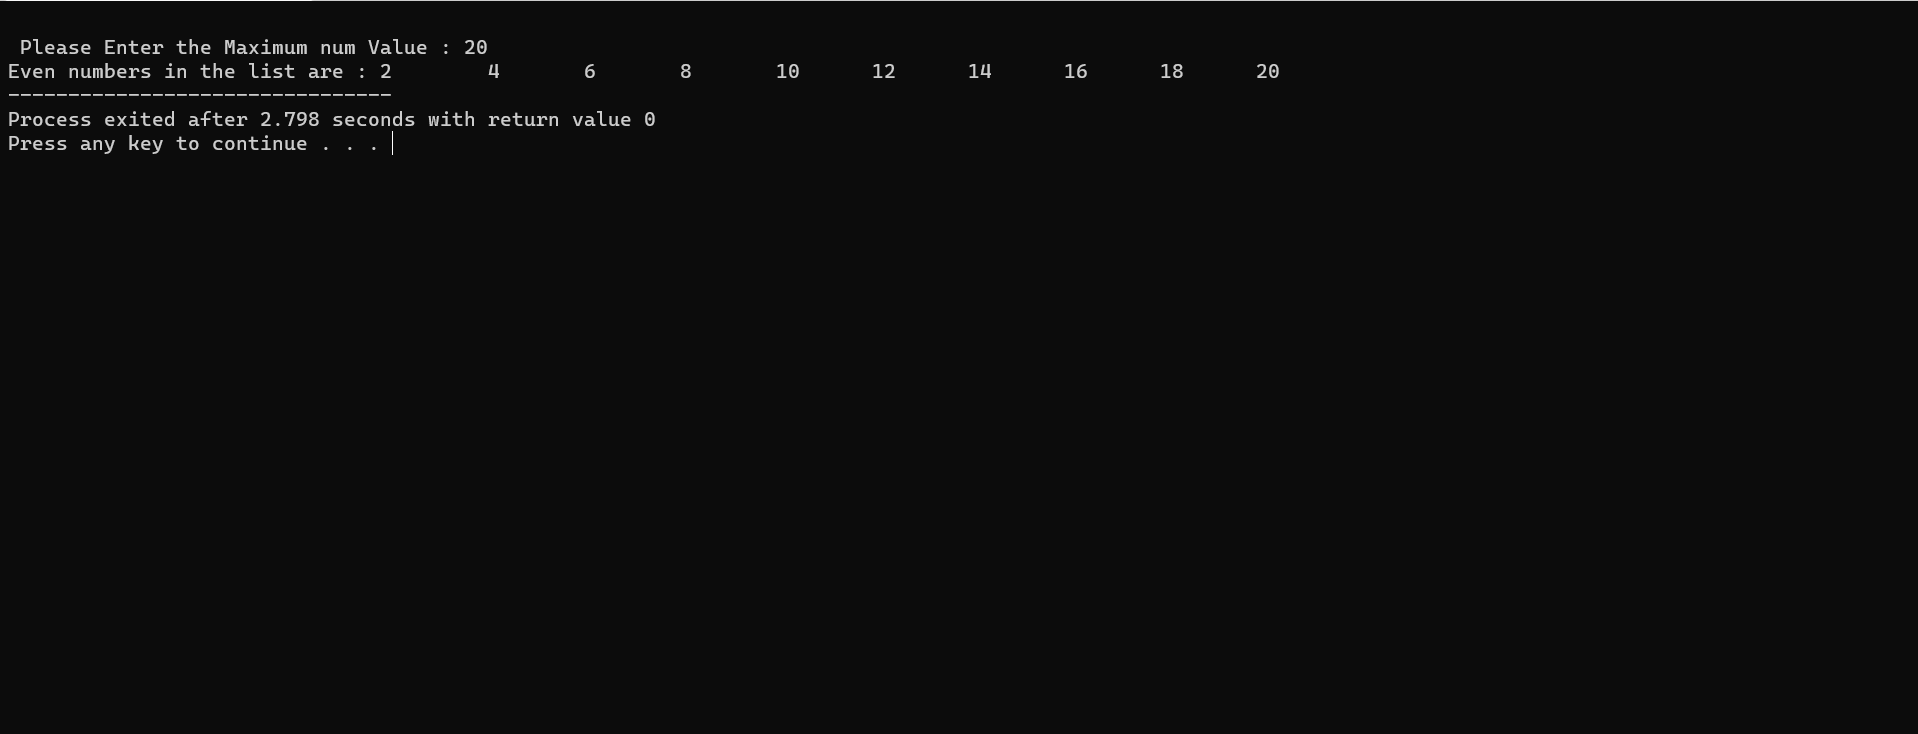 Please Enter the Maximum num Value : 20
Even numbers in the list are : 2        4       6       8       10      12      14      16      18      20
--------------------------------
Process exited after 2.798 seconds with return value 0
Press any key to continue . . .